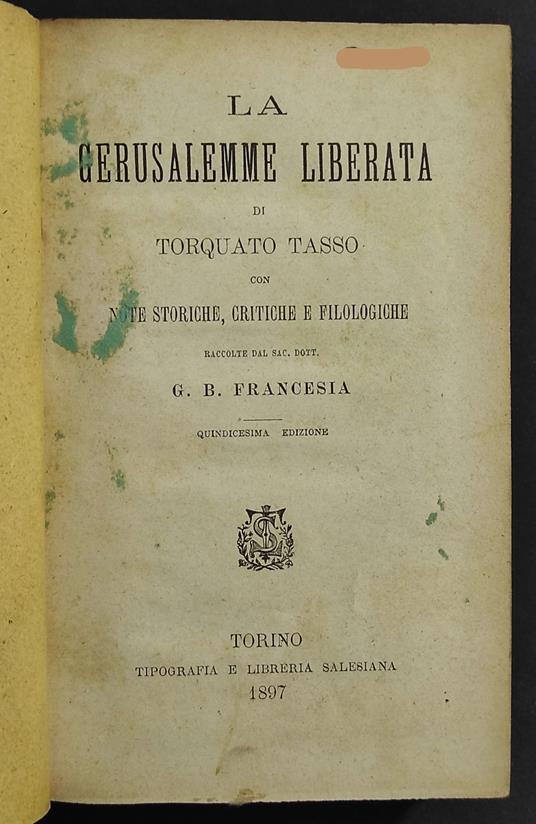 LA
GERUSALEMME LIBERATA
DI
TORQUATO TASSO
CON
NOTE STORICHE, CRITICHE E FILOLOGICHE
RACCOLTE DAL SAC. DOTT.
G. B. FRANCESIA
QUINDICESIMA EDIZIONE
TORINO
TIPOGRAFIA E LIBRERIA SALESIANA
1897